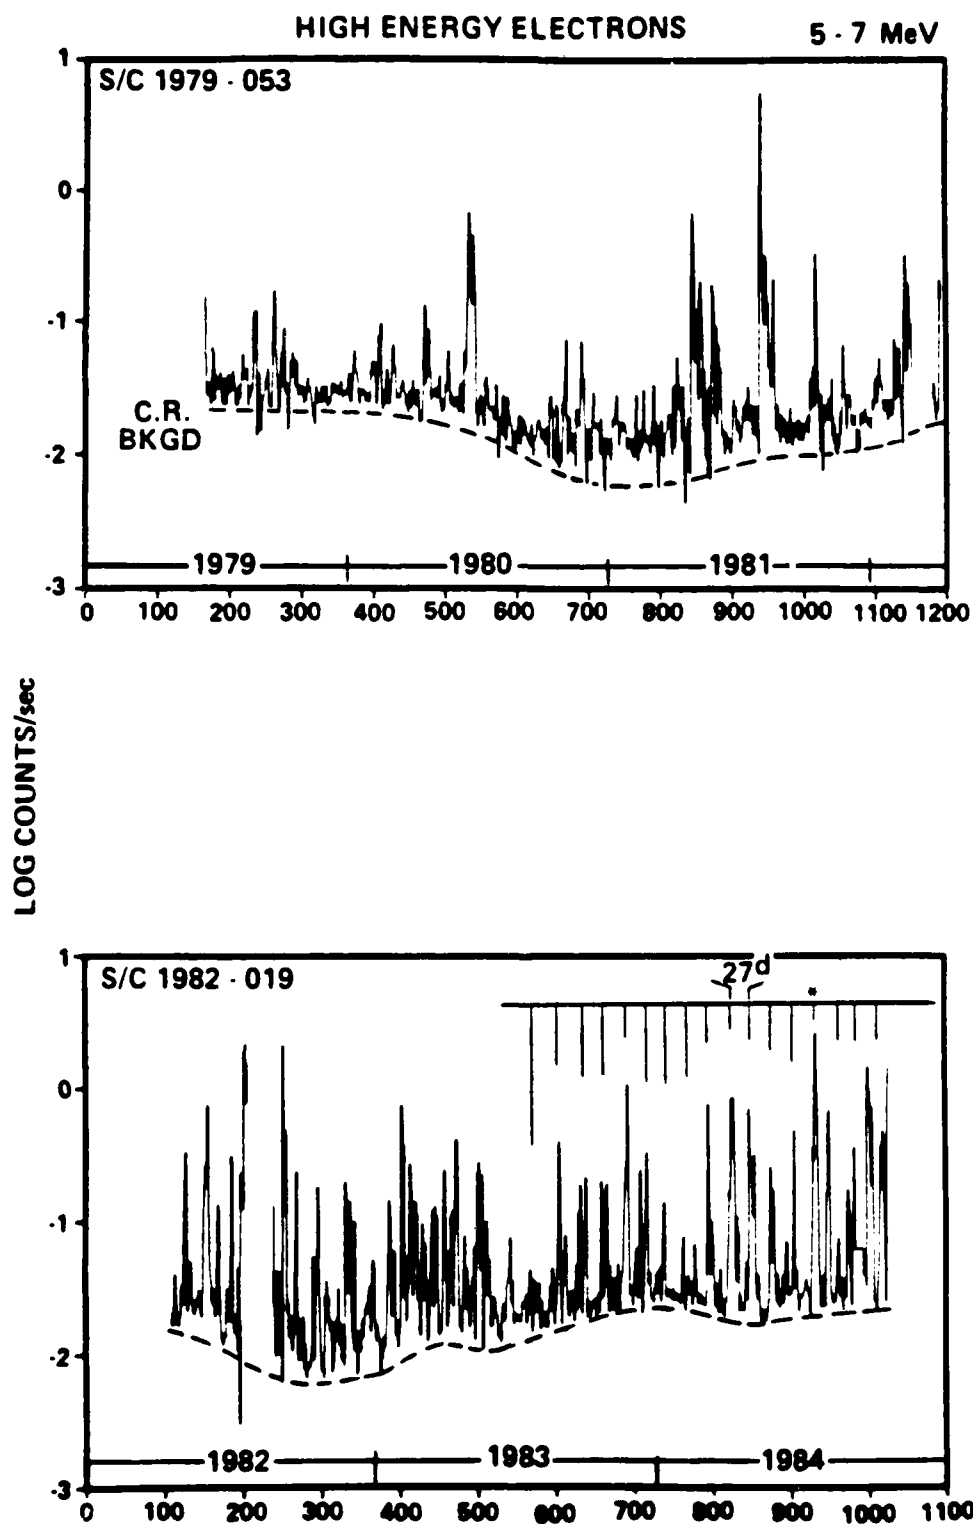 HIGH ENERGY ELECTRONS
5 - 7 MeV
S/C 1979 - 053
1
0
-1
-2
-3
C.R.
BKGD
1979
1980
1981
0 100 200 300 400 500 600 700 800 900 1000 1100 1200
LOG COUNTS/sec
S/C 1982 - 019
27d
*
1
0
-1
-2
-3
1982
1983
1984
0 100 200 300 400 500 600 700 800 900 1000 1100